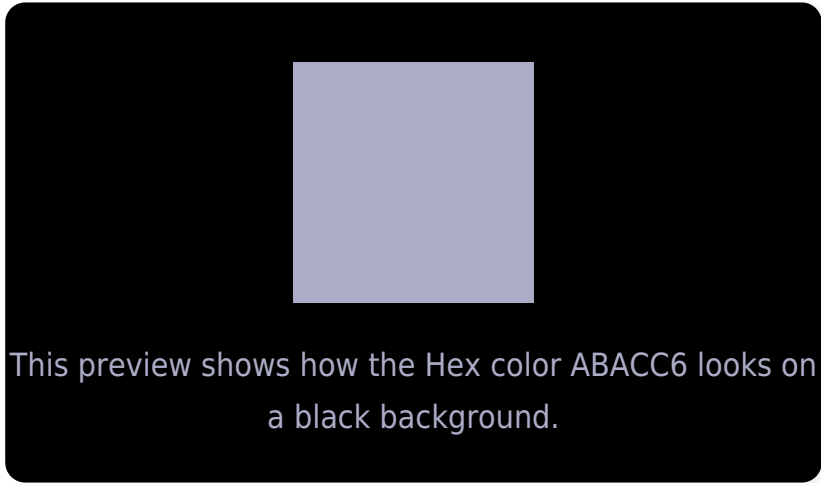 This preview shows how the Hex color ABACC6 looks on
a black background.